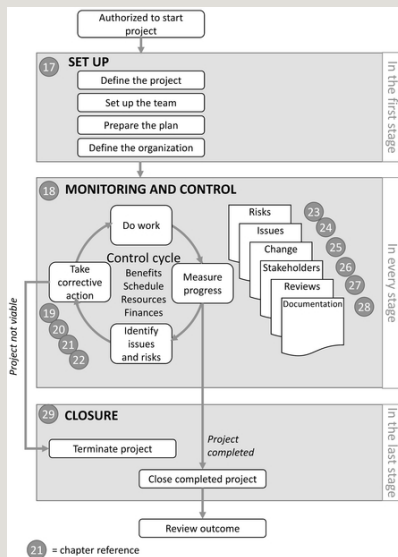 Authorized to start
project
17
SET UP
Define the project
Set up the team
Prepare the plan
Define the organization
In the first stage
18
MONITORING AND CONTROL
Do work
Control cycle
Benefits
Schedule
Resources
Finances
Take
corrective
action
Measure
progress
Identify
issues
and risks
19
20
21
22
Risks
Issues
Change
Stakeholders
Reviews
Documentation
23
24
25
26
27
28
In every stage
Project not viable
29
CLOSURE
Terminate project
Project
completed
Close completed project
In the last stage
Review outcome
21 = chapter reference